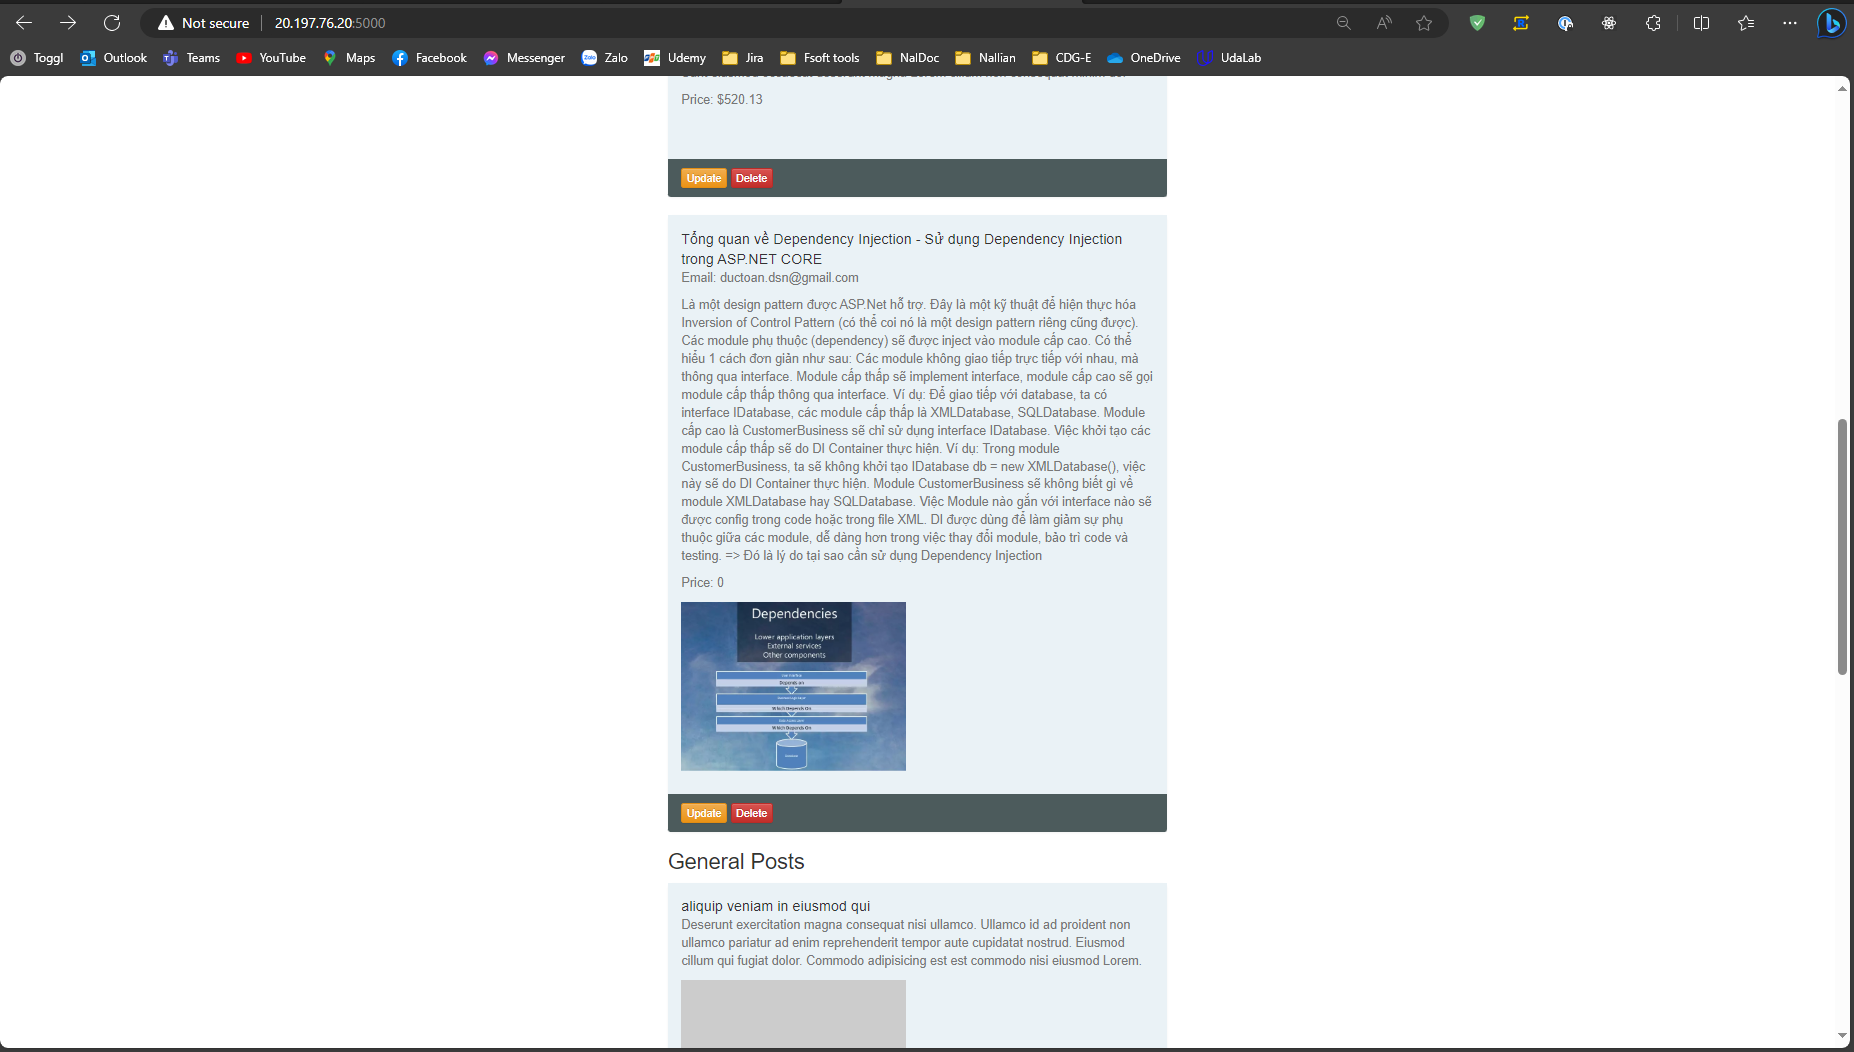 Not secure
20.197.76.20:5000
Toggl
Outlook
Teams
YouTube
Maps
Facebook
Messenger
Zalo
Udemy
Jira
Fsoft tools
NalDoc
Nallian
CDG-E
OneDrive
UdaLab
Price: $520.13
Update Delete
Tổng quan về Dependency Injection - Sử dụng Dependency Injection
trong ASP.NET CORE
Email: ductoan.dsn@gmail.com
Là một design pattern được ASP.Net hỗ trợ. Đây là một kỹ thuật để hiện thực hóa
Inversion of Control Pattern (có thể coi nó là một design pattern riêng cũng được).
Các module phụ thuộc (dependency) sẽ được inject vào module cấp cao. Có thể
hiểu 1 cách đơn giản như sau: Các module không giao tiếp trực tiếp với nhau, mà
thông qua interface. Module cấp thấp sẽ implement interface, module cấp cao sẽ gọi
module cấp thấp thông qua interface. Ví dụ: Để giao tiếp với database, ta có
interface IDatabase, các module cấp thấp là XMLDatabase, SQLDatabase. Module
cấp cao là CustomerBusiness sẽ chỉ sử dụng interface IDatabase. Việc khởi tạo các
module cấp thấp sẽ do DI Container thực hiện. Ví dụ: Trong module
CustomerBusiness, ta sẽ không khởi tạo IDatabase db = new XMLDatabase(), việc
này sẽ do DI Container thực hiện. Module CustomerBusiness sẽ không biết gì về
module XMLDatabase hay SQLDatabase. Việc Module nào gắn với interface nào sẽ
được config trong code hoặc trong file XML. DI được dùng để làm giảm sự phụ
thuộc giữa các module, dễ dàng hơn trong việc thay đổi module, bảo trì code và
testing. => Đó là lý do tại sao cần sử dụng Dependency Injection
Price: 0
Dependencies
Lower application layers
External services
Other components
Depends on
Which Depends On
Which Depends On
Update Delete
General Posts
aliquip veniam in eiusmod qui
Deserunt exercitation magna consequat nisi ullamco. Ullamco id ad proident non
ullamco pariatur ad enim reprehenderit tempor aute cupidatat nostrud. Eiusmod
cillum qui fugiat dolor. Commodo adipisicing est est commodo nisi eiusmod Lorem.